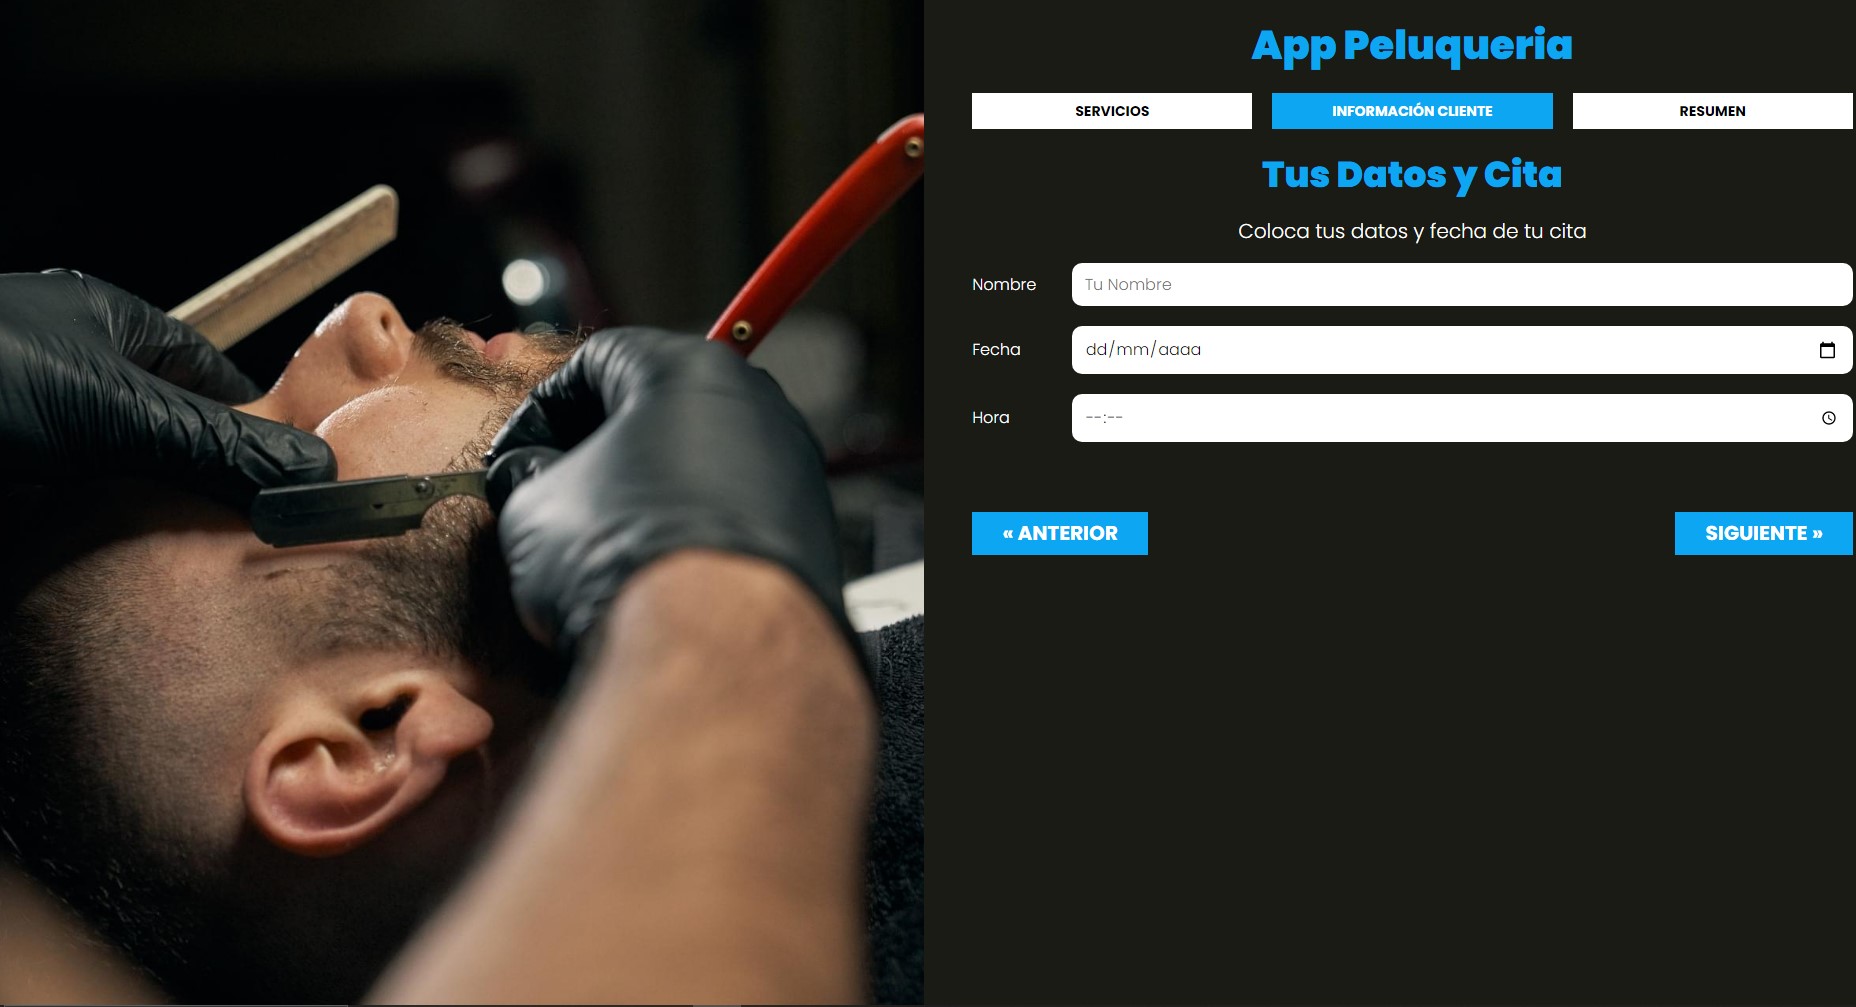 App Peluqueria
SERVICIOS
INFORMACIÓN CLIENTE
RESUMEN
Tus Datos y Cita
Coloca tus datos y fecha de tu cita
Nombre
Tu Nombre
Fecha
dd/mm/aaaa
Hora
--:--
« ANTERIOR
SIGUIENTE »